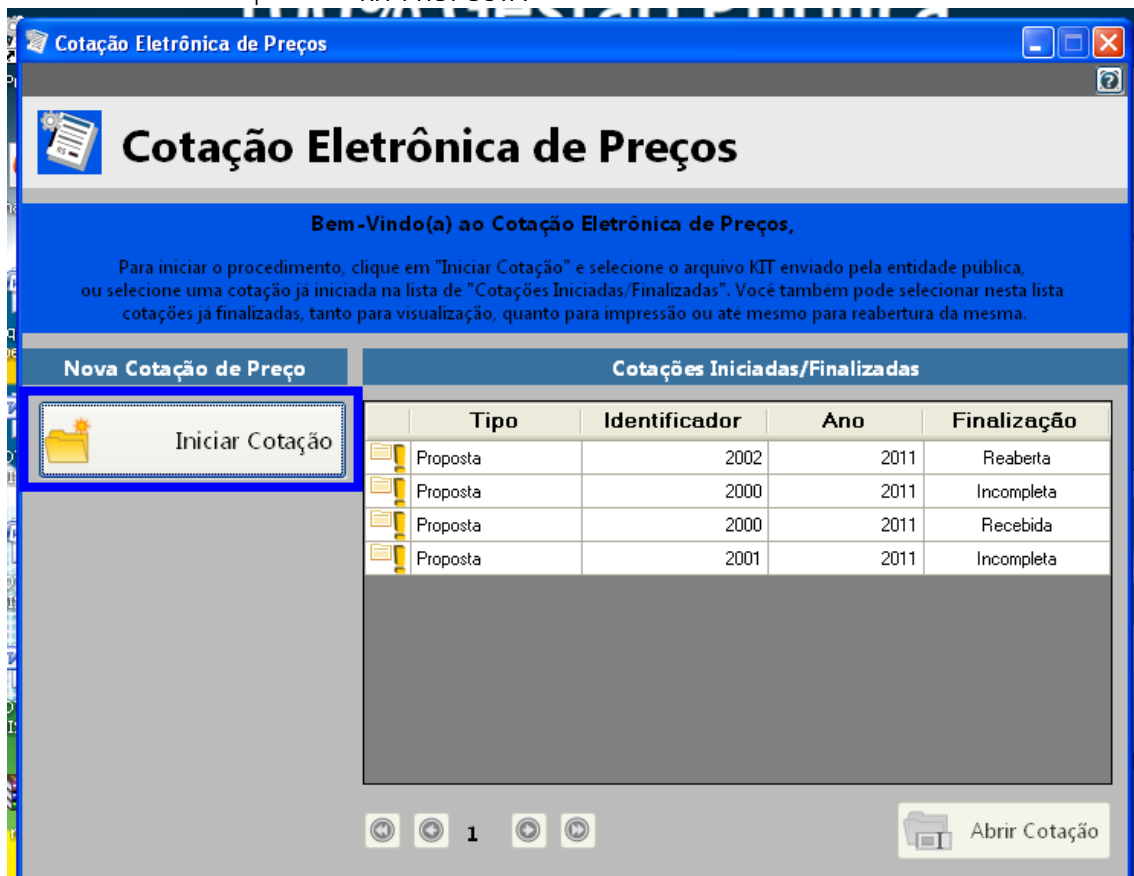 Cotação Eletrônica de Preços
Cotação Eletrônica de Preços
Bem-Vindo(a) ao Cotação Eletrônica de Preços,
Para iniciar o procedimento, clique em "Iniciar Cotação" e selecione o arquivo KIT enviado pela entidade pública,
ou selecione uma cotação já iniciada na lista de "Cotações Iniciadas/Finalizadas". Você também pode selecionar nesta lista
cotações já finalizadas, tanto para visualização, quanto para impressão ou até mesmo para reabertura da mesma.
Nova Cotação de Preço
Cotações Iniciadas/Finalizadas
Iniciar Cotação
Tipo Identificador Ano Finalização
Proposta 2002 2011 Reaberta
Proposta 2000 2011 Incompleta
Proposta 2000 2011 Recebida
Proposta 2001 2011 Incompleta
1
Abrir Cotação